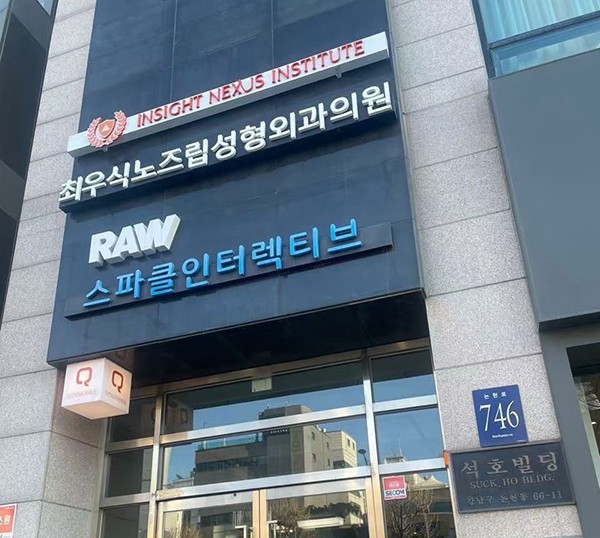 INSIGHT NEXUS INSTITUTE
최우식노즈립성형외과의원
RAW
스파클인터렉티브
Q
논현로
746
석호빌딩
SUCK. HO BLDG.
강남구 논현동 66-11
SECOM